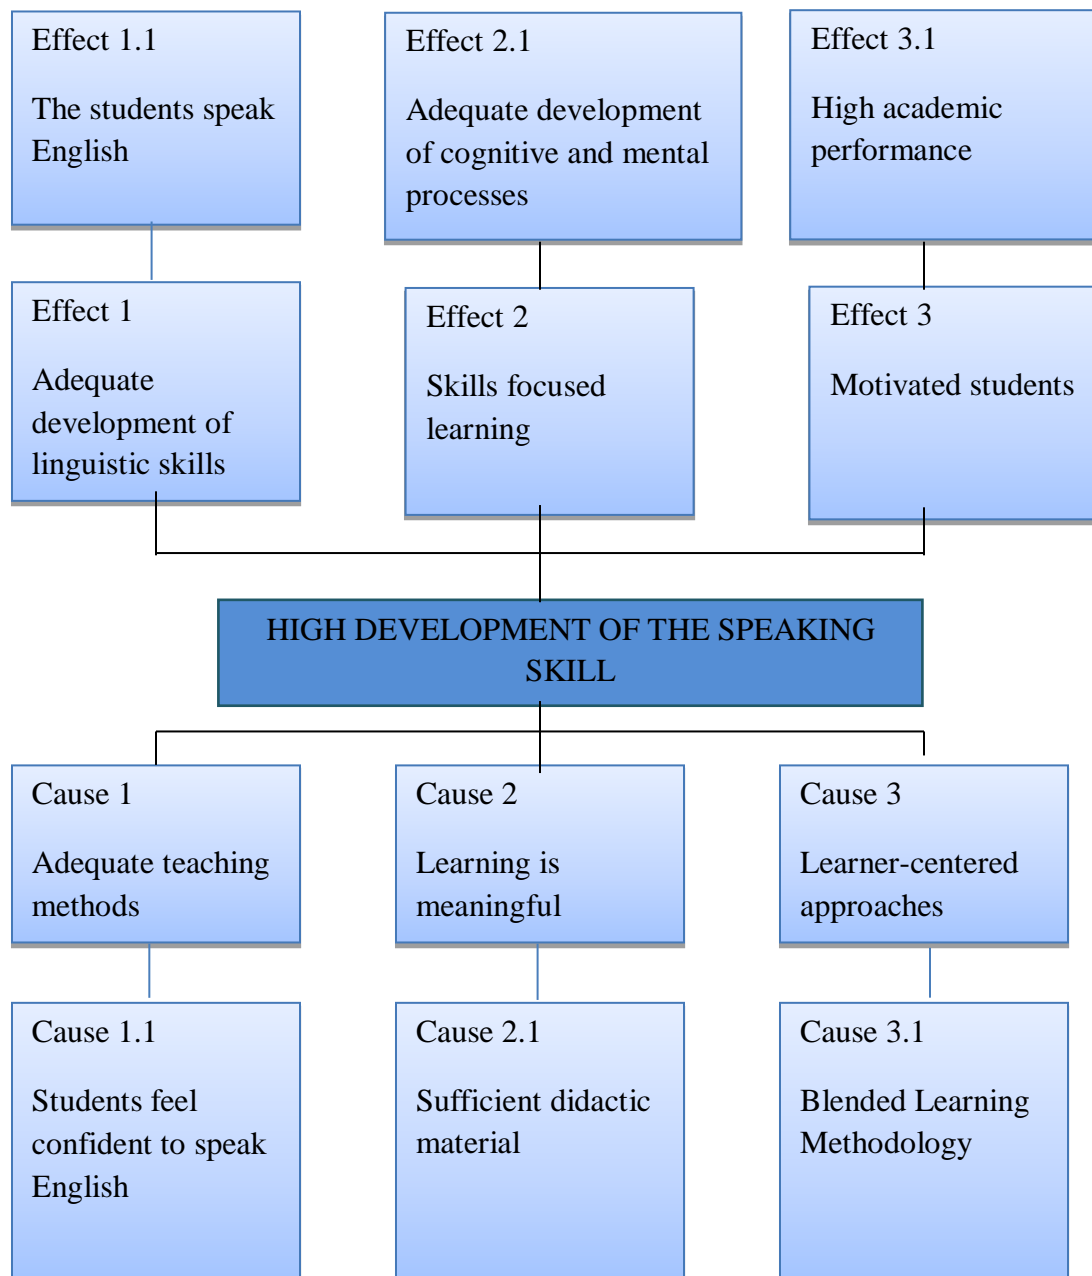 Effect 1.1
The students speak
English
Effect 2.1
Adequate development
of cognitive and mental
processes
Effect 3.1
High academic
performance
Effect 1
Adequate
development of
linguistic skills
Effect 2
Skills focused
learning
Effect 3
Motivated students
HIGH DEVELOPMENT OF THE SPEAKING
SKILL
Cause 1
Adequate teaching
methods
Cause 2
Learning is
meaningful
Cause 3
Learner-centered
approaches
Cause 1.1
Students feel
confident to speak
English
Cause 2.1
Sufficient didactic
material
Cause 3.1
Blended Learning
Methodology